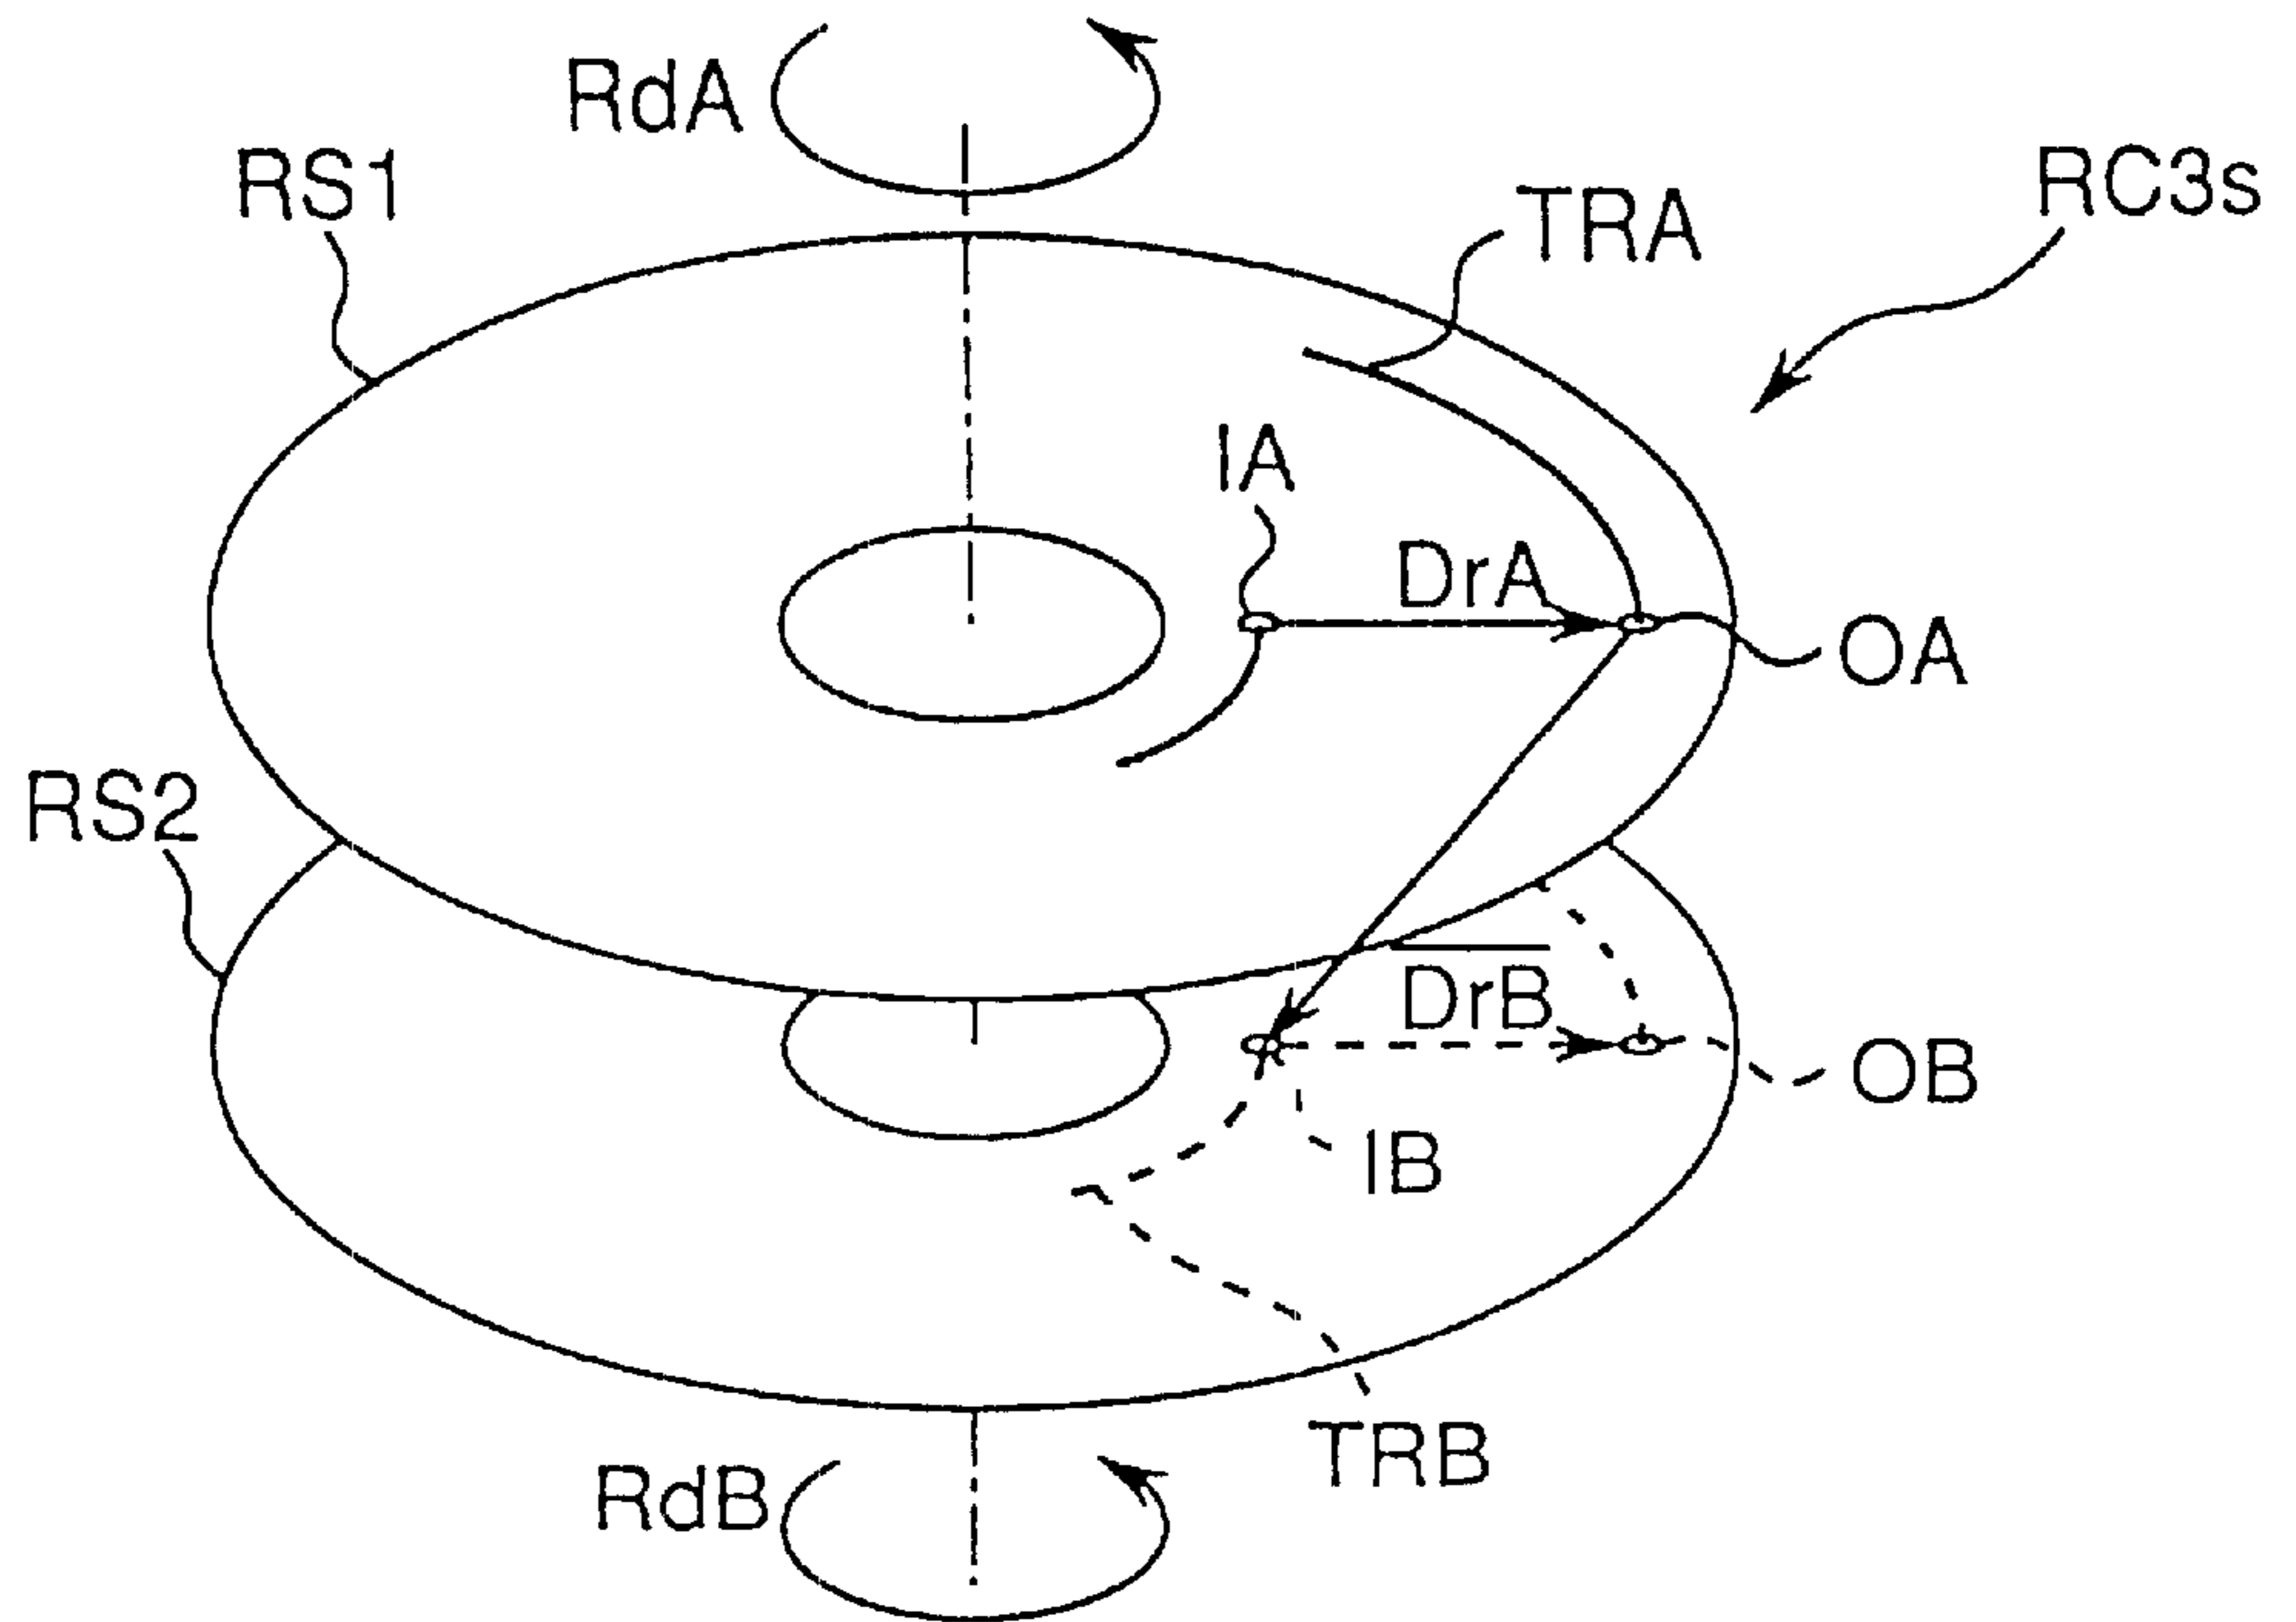 RdA
RS1
TRA
RC3s
IA
DrA
OA
RS2
DrB
OB
IB
TRB
RdB